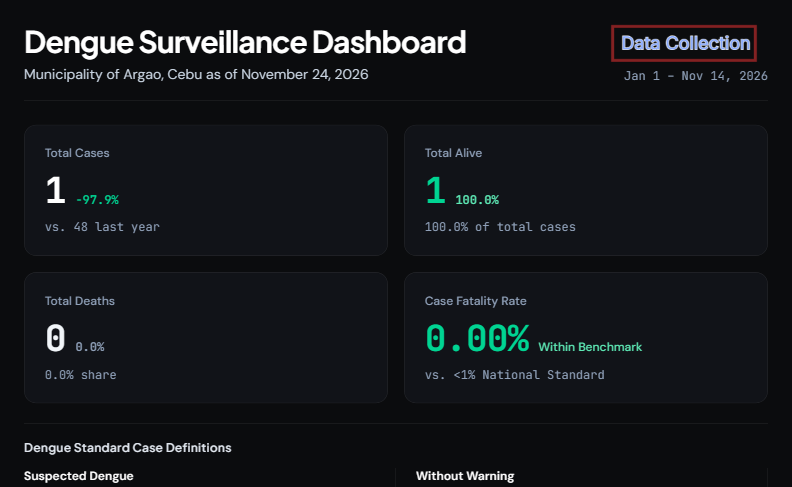 Dengue Surveillance Dashboard
Data Collection
Municipality of Argao, Cebu as of November 24, 2026
Jan 1 – Nov 14, 2026
Total Cases
1 -97.9%
vs. 48 last year
Total Alive
1 100.0%
100.0% of total cases
Total Deaths
0 0.0%
0.0% share
Case Fatality Rate
0.00% Within Benchmark
vs. <1% National Standard
Dengue Standard Case Definitions
Suspected Dengue
Without Warning